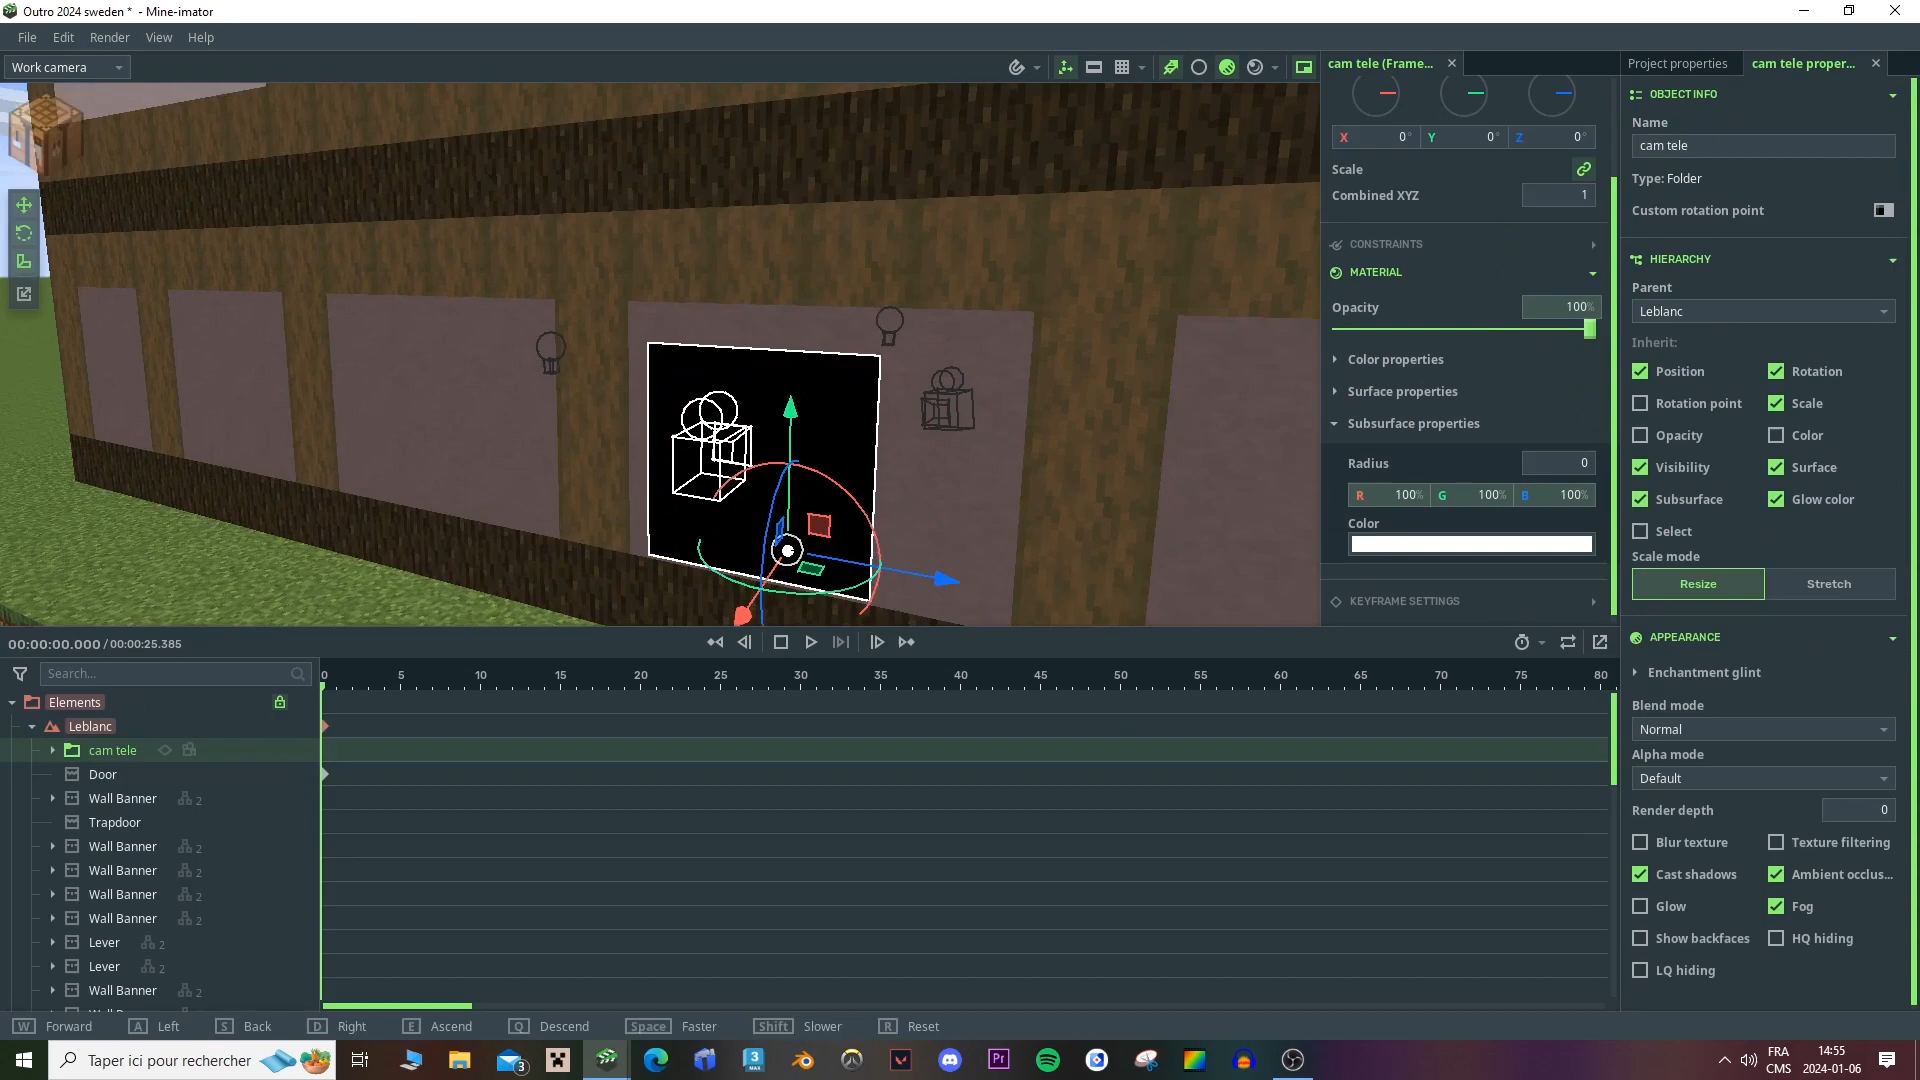 Outro 2024 sweden * - Mine-imator
File Edit Render View Help
Work camera
cam tele (Frame...
Project properties
cam tele proper...
X 0° Y 0° Z 0°
Scale
Combined XYZ 1
CONSTRAINTS
MATERIAL
Opacity 100%
Color properties
Surface properties
Subsurface properties
Radius 0
R 100% G 100% B 100%
Color
KEYFRAME SETTINGS
OBJECT INFO
Name
cam tele
Type: Folder
Custom rotation point
HIERARCHY
Parent
Leblanc
Inherit:
Position Rotation
Rotation point Scale
Opacity Color
Visibility Surface
Subsurface Glow color
Select
Scale mode
Resize Stretch
APPEARANCE
Enchantment glint
Blend mode
Normal
Alpha mode
Default
Render depth 0
Blur texture Texture filtering
Cast shadows Ambient occlus...
Glow Fog
Show backfaces HQ hiding
LQ hiding
00:00:00.000 / 00:00:25.385
Search...
0 5 10 15 20 25 30 35 40 45 50 55 60 65 70 75 80
Elements
Leblanc
cam tele
Door
Wall Banner 2
Trapdoor
Wall Banner 2
Wall Banner 2
Wall Banner 2
Wall Banner 2
Lever 2
Lever 2
Wall Banner 2
W Forward A Left S Back D Right E Ascend Q Descend Space Faster Shift Slower R Reset
Taper ici pour rechercher
3
3
MAX
Pr
FRA
CMS
14:55
2024-01-06